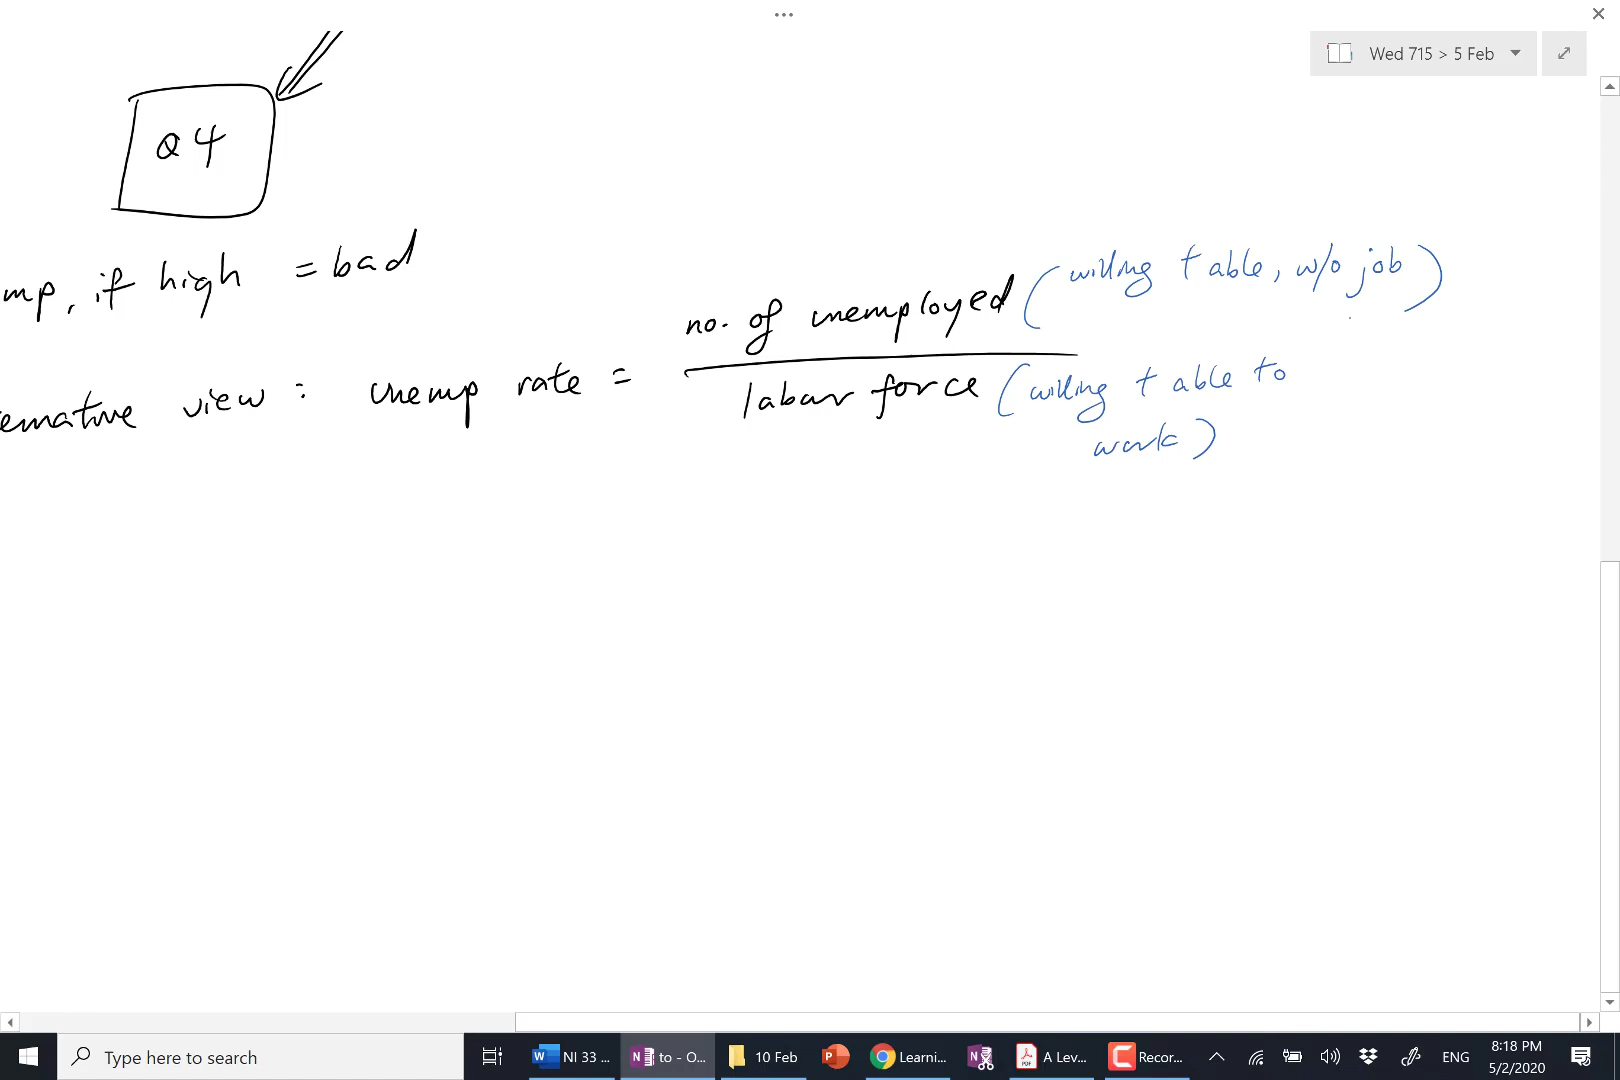 ...
Wed 715 > 5 Feb
Q4
mp, if high = bad
no. of unemployed (willing + able, w/o job)
ernative view : unemp rate = 
labour force (willing + able to
work)
Type here to search
NI 33 ...
to - O...
10 Feb
Learni...
A Lev...
Recor...
ENG
8:18 PM
5/2/2020